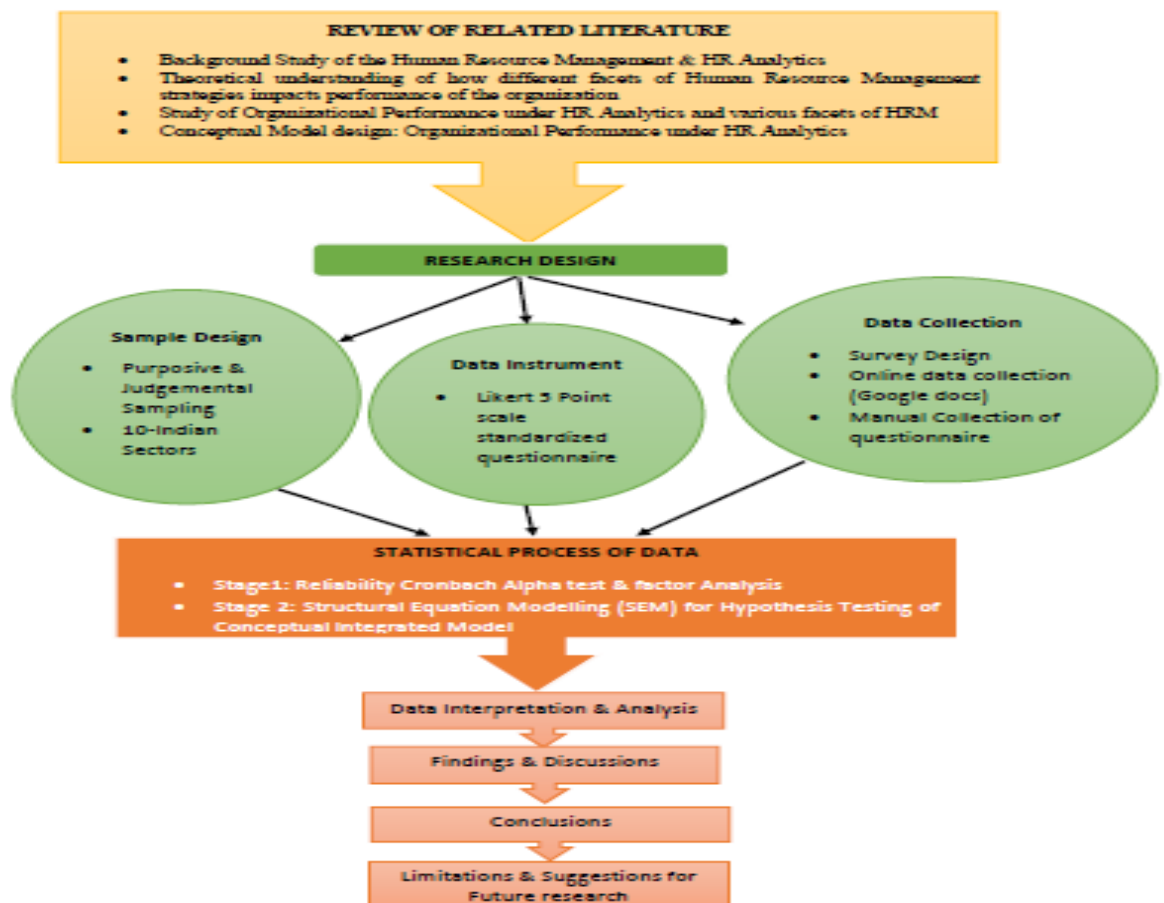 REVIEW OF RELATED LITERATURE
• Background Study of the Human Resource Management & HR Analytics
• Theoretical understanding of how different facets of Human Resource Management
strategies impacts performance of the organization
• Study of Organizational Performance under HR Analytics and various facets of HRM
• Conceptual Model design: Organizational Performance under HR Analytics
RESEARCH DESIGN
Sample Design
• Purposive &
Judgemental
Sampling
• 10-Indian
Sectors
Data Instrument
• Likert 5 Point
scale
standardized
questionnaire
Data Collection
• Survey Design
• Online data collection
(Google docs)
• Manual Collection of
questionnaire
STATISTICAL PROCESS OF DATA
• Stage1: Reliability Cronbach Alpha test & factor Analysis
• Stage 2: Structural Equation Modelling (SEM) for Hypothesis Testing of
Conceptual Integrated Model
Data Interpretation & Analysis
Findings & Discussions
Conclusions
Limitations & Suggestions for
Future research